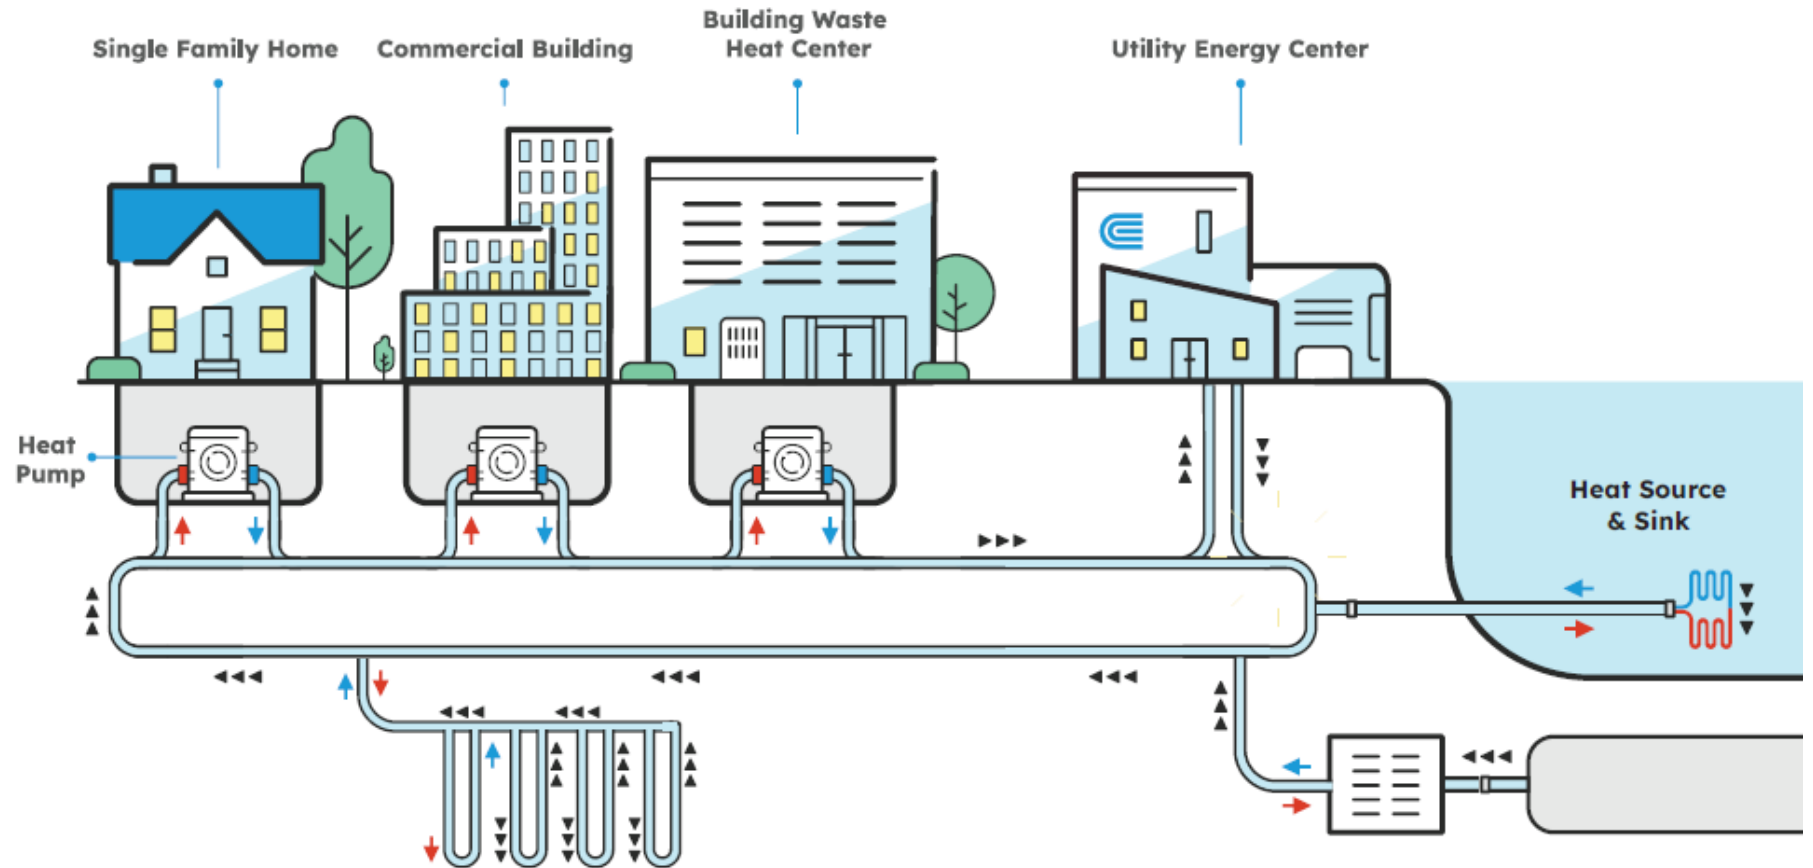 Single Family Home
Commercial Building
Building Waste
Heat Center
Utility Energy Center
Heat
Pump
Heat Source
& Sink